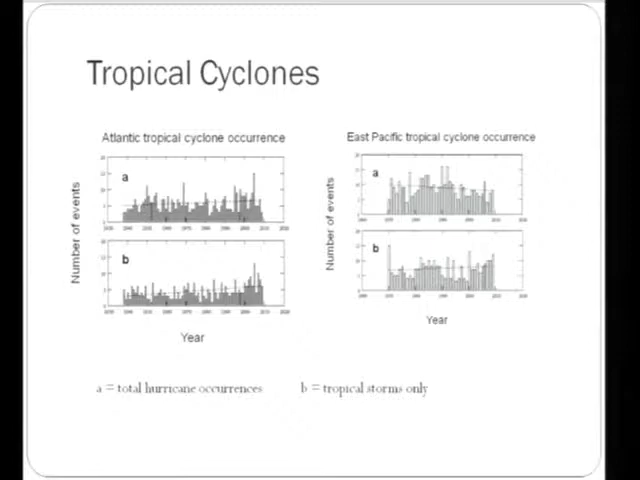 Tropical Cyclones
Atlantic tropical cyclone occurrence
East Pacific tropical cyclone occurrence
Number of events
a
b
Year
Number of events
a
b
Year
a = total hurricane occurrences
b = tropical storms only